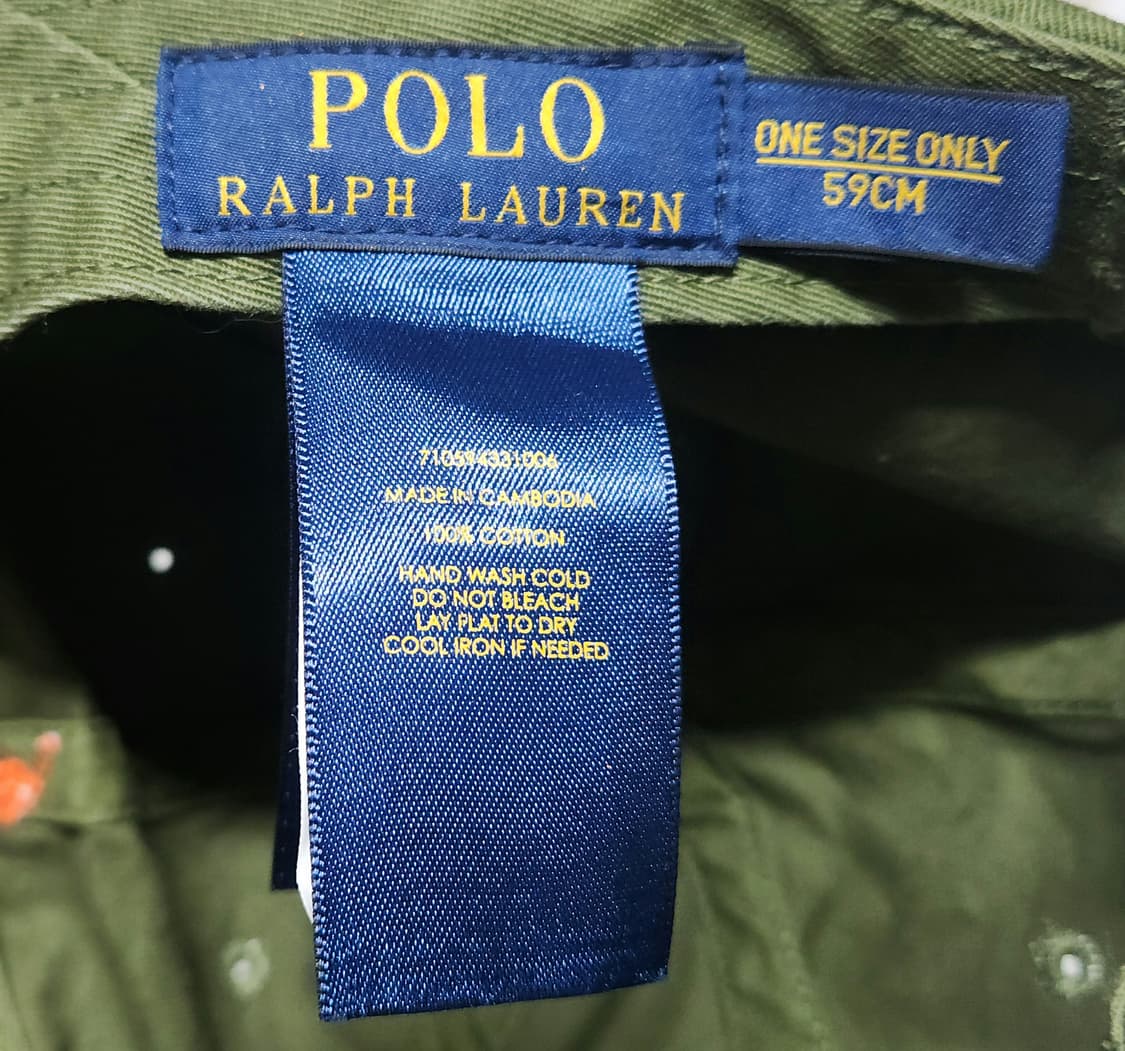 POLO
RALPH LAUREN
ONE SIZE ONLY
59CM
710594331006
MADE IN CAMBODIA
100% COTTON
HAND WASH COLD
DO NOT BLEACH
LAY FLAT TO DRY
COOL IRON IF NEEDED